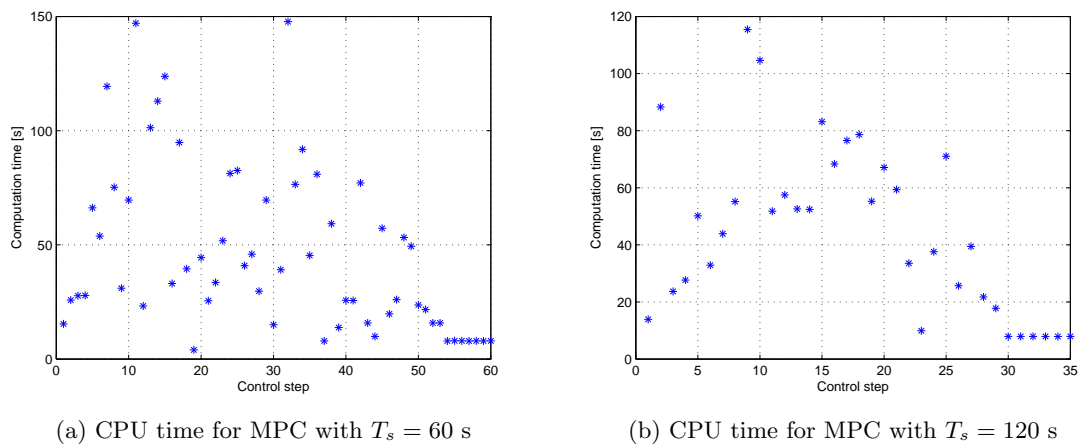 150
100
50
0
Computation time [s]
0 10 20 30 40 50 60
Control step
(a) CPU time for MPC with T_s = 60 s
120
100
80
60
40
20
0
Computation time [s]
0 5 10 15 20 25 30 35
Control step
(b) CPU time for MPC with T_s = 120 s